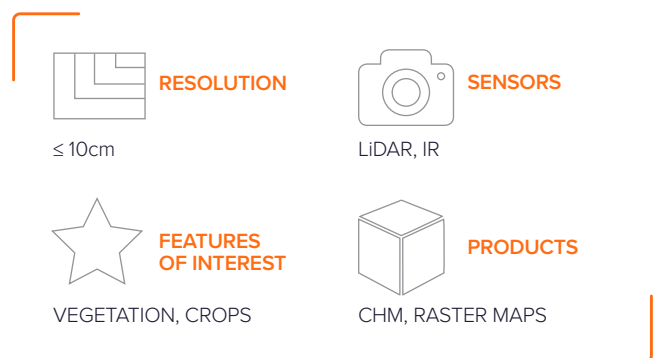 RESOLUTION
≤ 10cm
SENSORS
LiDAR, IR
FEATURES
OF INTEREST
VEGETATION, CROPS
PRODUCTS
CHM, RASTER MAPS